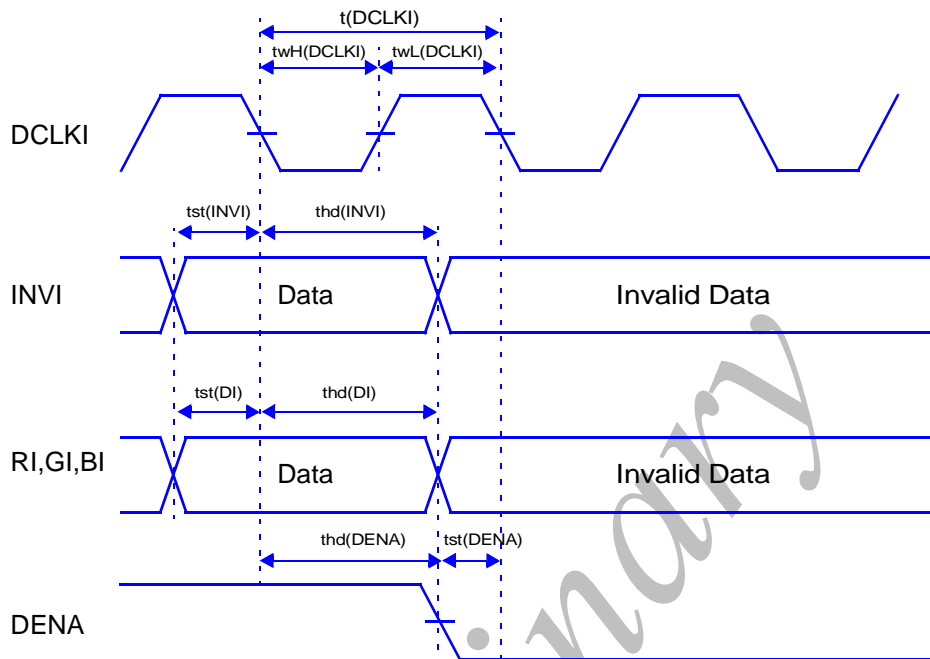 t(DCLKI)
twH(DCLKI) twL(DCLKI)
DCLKI
tst(INVI) thd(INVI)
INVI Data Invalid Data
tst(DI) thd(DI)
RI,GI,BI Data Invalid Data
thd(DENA) tst(DENA)
DENA
inary